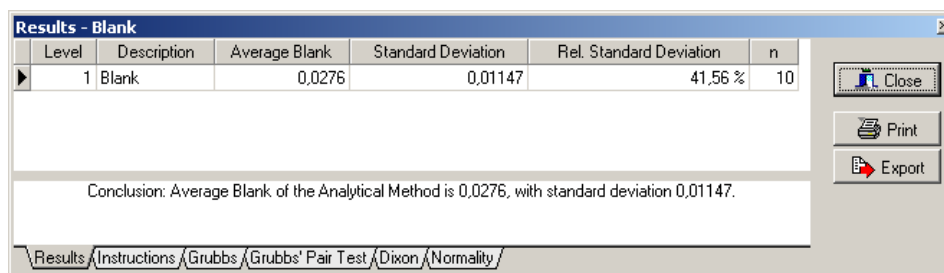 Results - Blank
Level Description Average Blank Standard Deviation Rel. Standard Deviation n
1 Blank 0,0276 0,01147 41,56 % 10
Close
Print
Export
Conclusion: Average Blank of the Analytical Method is 0,0276, with standard deviation 0,01147.
Results Instructions Grubbs Grubbs' Pair Test Dixon Normality